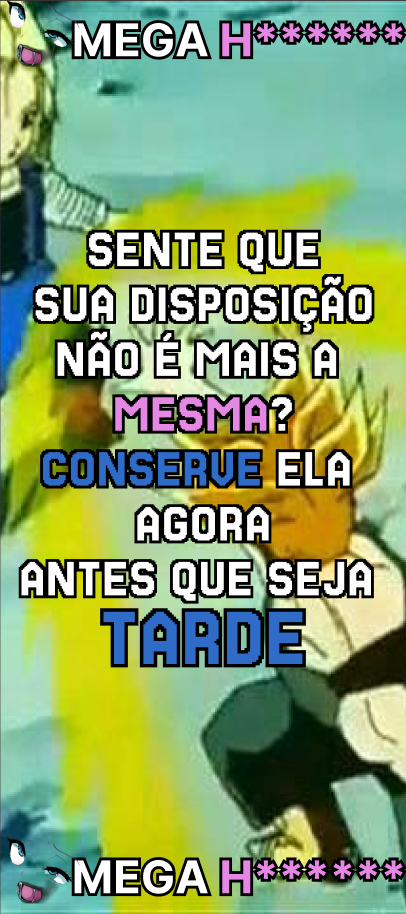 MEGA H******
SENTE QUE
SUA DISPOSIÇÃO
NÃO É MAIS A
MESMA?
CONSERVE ELA
AGORA
ANTES QUE SEJA
TARDE
MEGA H******